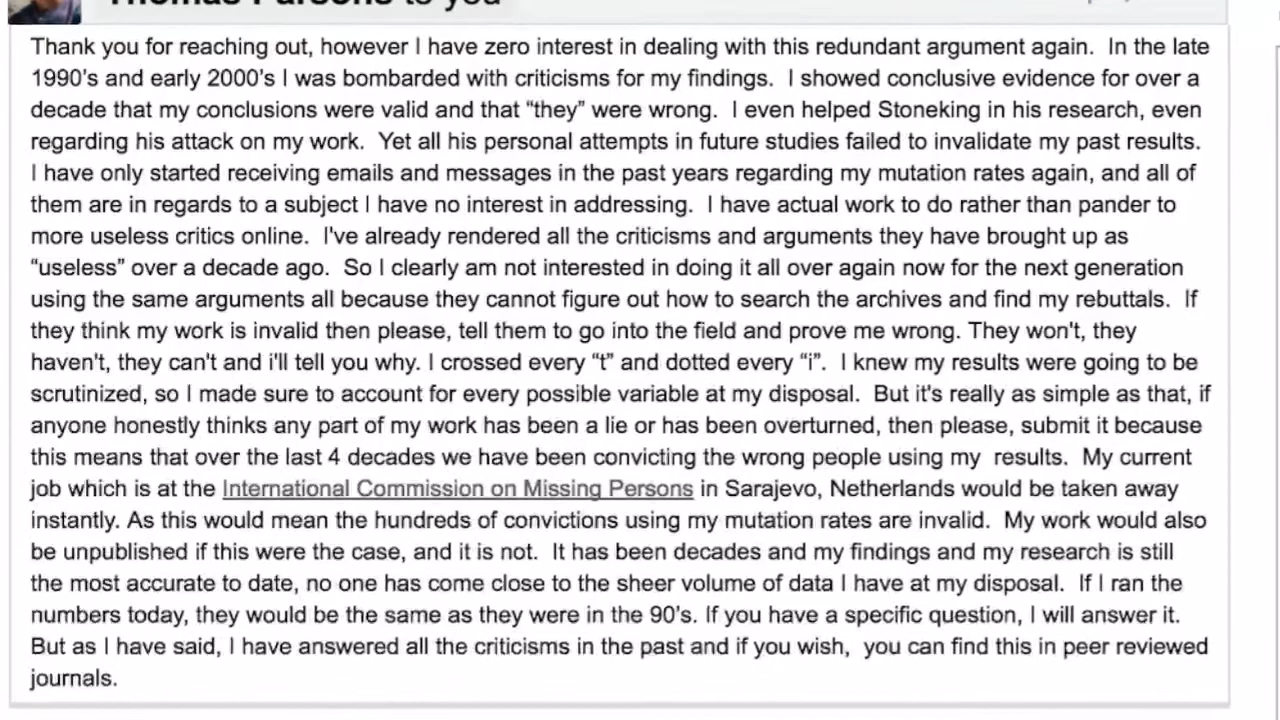 Thomas Parsons to you
Thank you for reaching out, however I have zero interest in dealing with this redundant argument again.  In the late
1990's and early 2000's I was bombarded with criticisms for my findings.  I showed conclusive evidence for over a
decade that my conclusions were valid and that “they” were wrong.  I even helped Stoneking in his research, even
regarding his attack on my work.  Yet all his personal attempts in future studies failed to invalidate my past results.
I have only started receiving emails and messages in the past years regarding my mutation rates again, and all of
them are in regards to a subject I have no interest in addressing.  I have actual work to do rather than pander to
more useless critics online.  I've already rendered all the criticisms and arguments they have brought up as
“useless” over a decade ago.  So I clearly am not interested in doing it all over again now for the next generation
using the same arguments all because they cannot figure out how to search the archives and find my rebuttals.  If
they think my work is invalid then please, tell them to go into the field and prove me wrong. They won't, they
haven't, they can't and i'll tell you why. I crossed every “t” and dotted every “i”.  I knew my results were going to be
scrutinized, so I made sure to account for every possible variable at my disposal.  But it's really as simple as that, if
anyone honestly thinks any part of my work has been a lie or has been overturned, then please, submit it because
this means that over the last 4 decades we have been convicting the wrong people using my  results.  My current
job which is at the International Commission on Missing Persons in Sarajevo, Netherlands would be taken away
instantly. As this would mean the hundreds of convictions using my mutation rates are invalid.  My work would also
be unpublished if this were the case, and it is not.  It has been decades and my findings and my research is still
the most accurate to date, no one has come close to the sheer volume of data I have at my disposal.  If I ran the
numbers today, they would be the same as they were in the 90's. If you have a specific question, I will answer it.
But as I have said, I have answered all the criticisms in the past and if you wish,  you can find this in peer reviewed
journals.